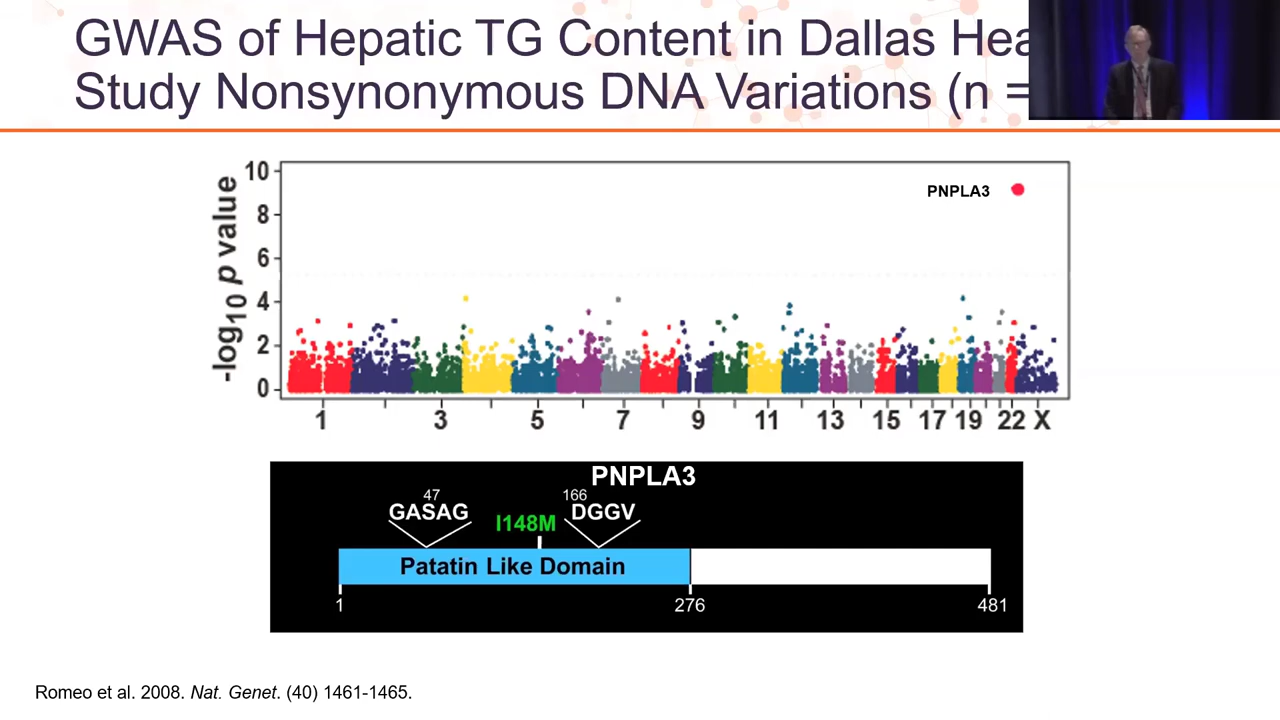 GWAS of Hepatic TG Content in Dallas
Study Nonsynonymous DNA Variations (n =
-log10 p value
10
8
6
4
2
0
PNPLA3
1 3 5 7 9 11 13 15 17 19 22 X
PNPLA3
47 166
GASAG I148M DGGV
Patatin Like Domain
1 276 481
Romeo et al. 2008. Nat. Genet. (40) 1461-1465.